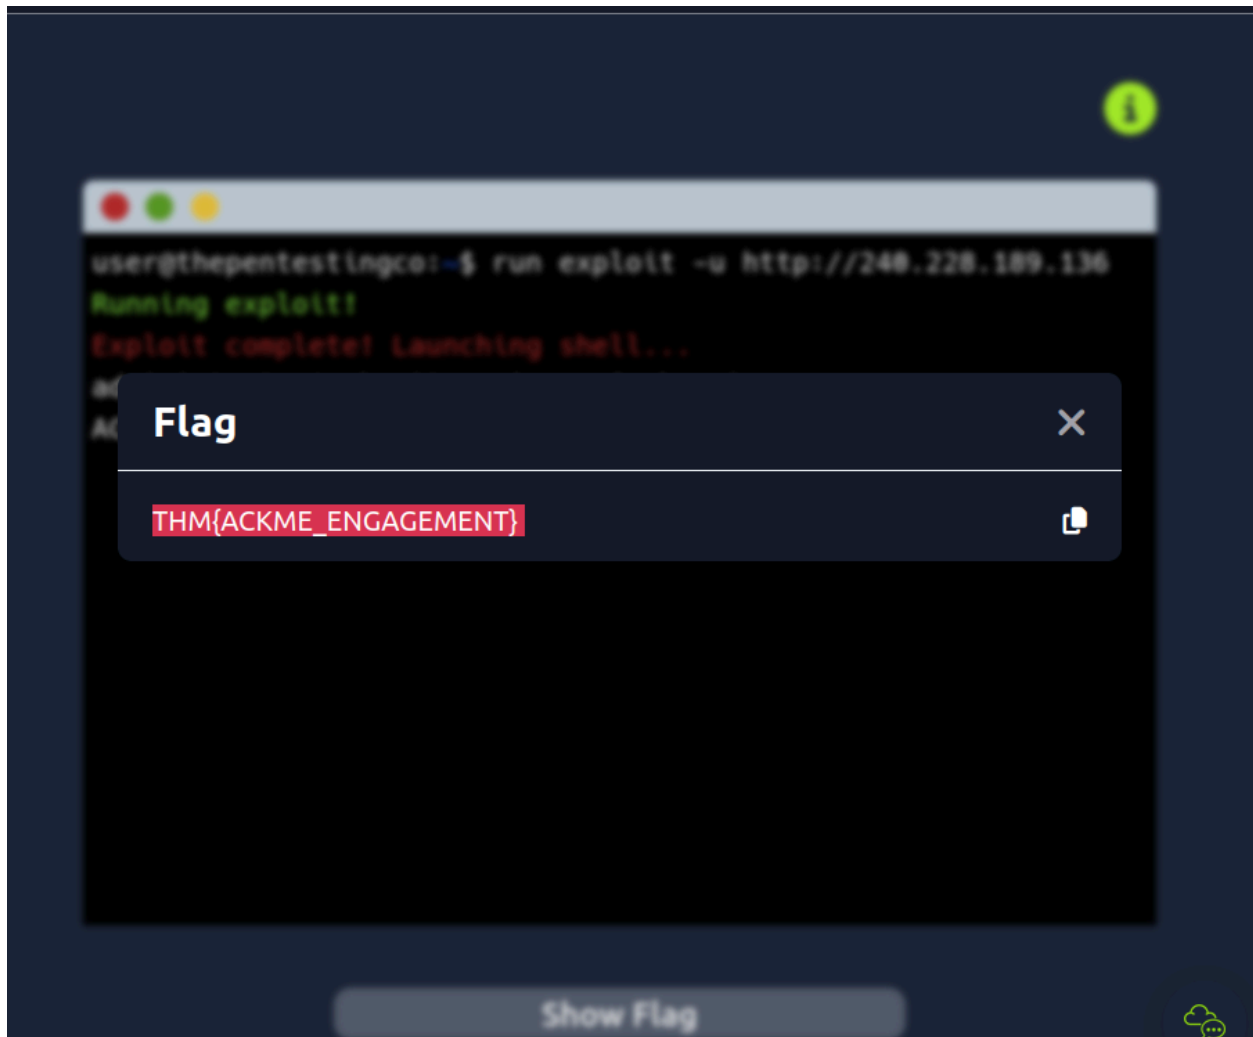 user@thepentestingco:~$ run exploit -u http://240.228.189.136
Running exploit!
Exploit complete! Launching shell...
Flag
THM{ACKME_ENGAGEMENT}
Show Flag